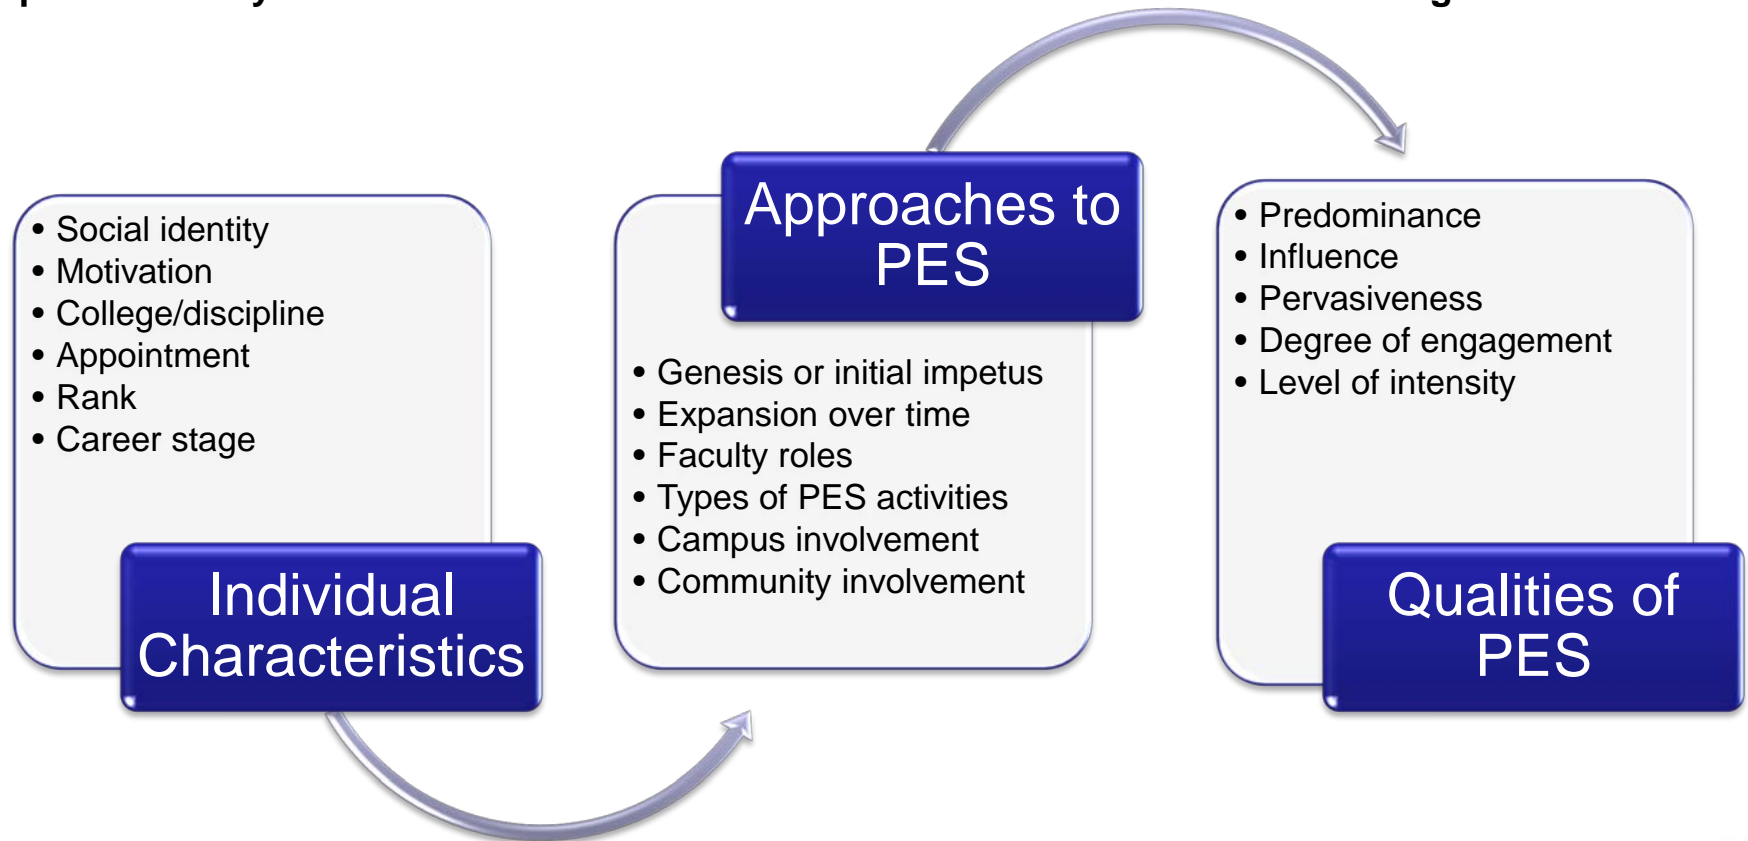 • Social identity
• Motivation
• College/discipline
• Appointment
• Rank
• Career stage
Individual
Characteristics
Approaches to
PES
• Genesis or initial impetus
• Expansion over time
• Faculty roles
• Types of PES activities
• Campus involvement
• Community involvement
• Predominance
• Influence
• Pervasiveness
• Degree of engagement
• Level of intensity
Qualities of
PES